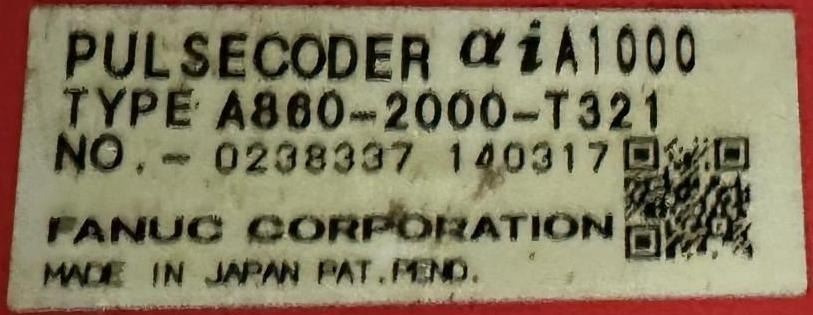 PULSECODER αiA1000
TYPE A860-2000-T321
NO.- 0238337 140317
FANUC CORPORATION
MADE IN JAPAN PAT.PEND.